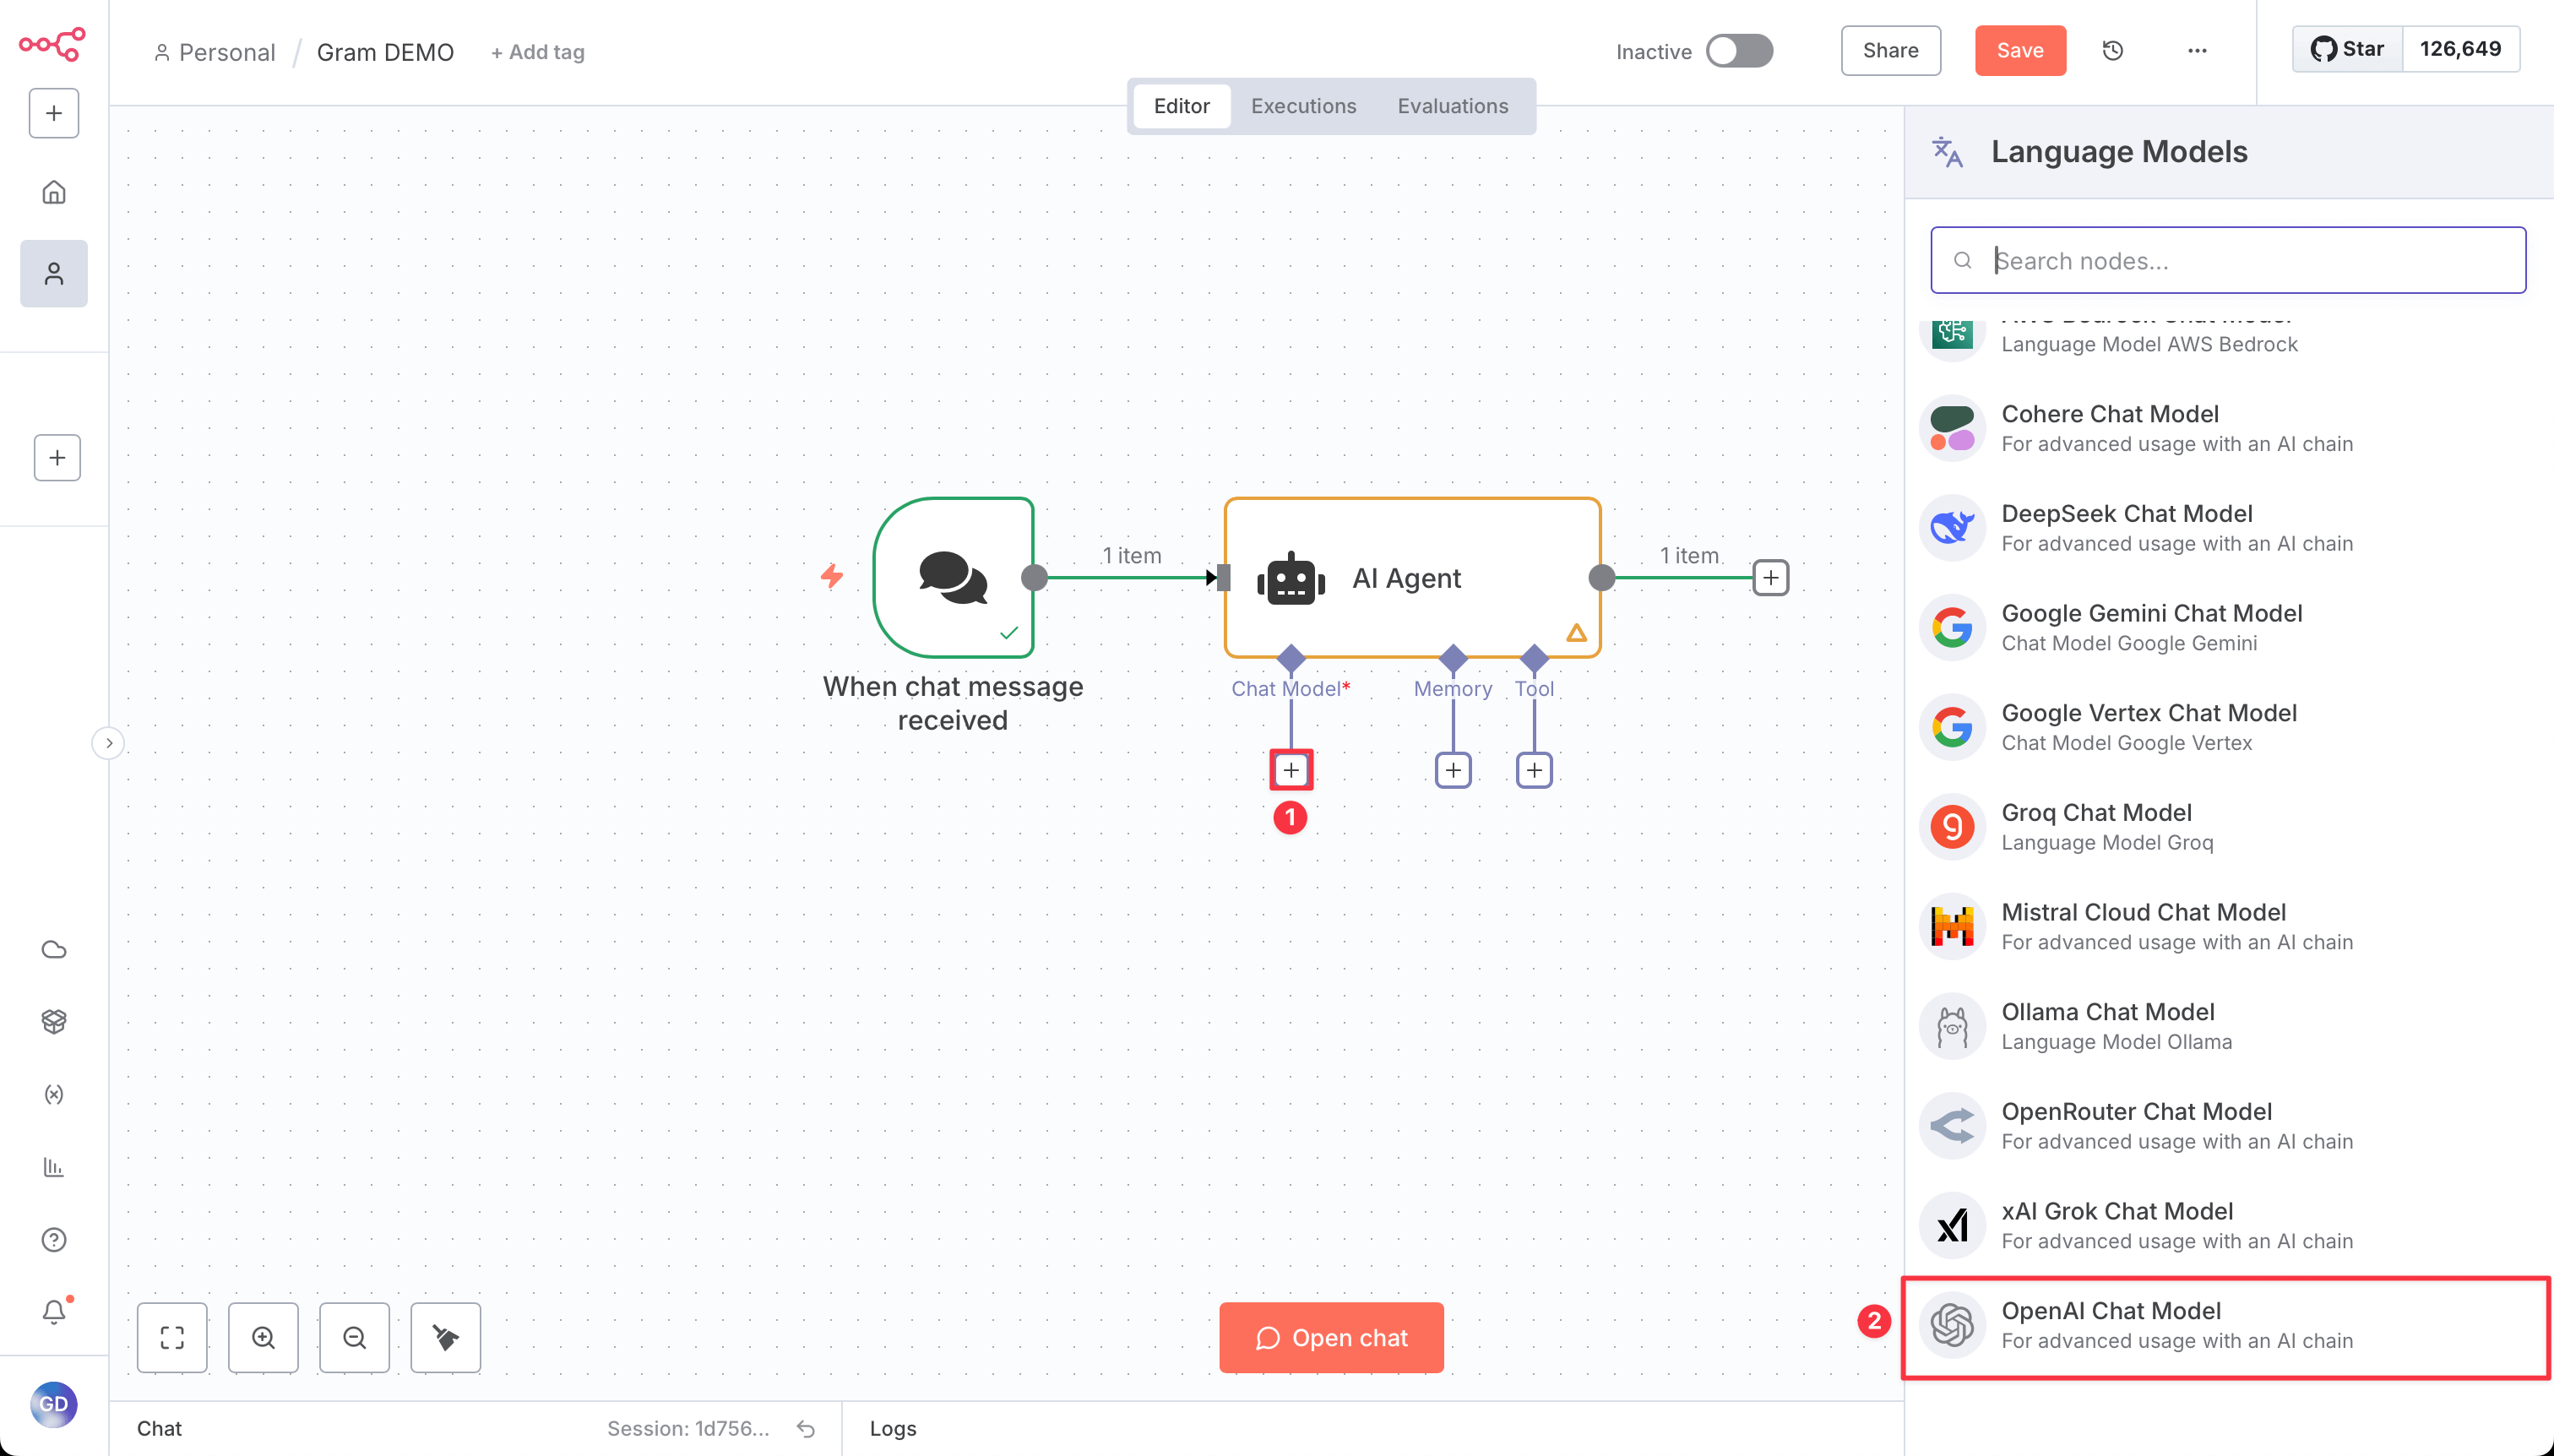 Personal / Gram DEMO + Add tag
Inactive
Share
Save
Star 126,649
Editor Executions Evaluations
Language Models
Search nodes...
AWS Bedrock Chat Model
Language Model AWS Bedrock
Cohere Chat Model
For advanced usage with an AI chain
DeepSeek Chat Model
For advanced usage with an AI chain
Google Gemini Chat Model
Chat Model Google Gemini
Google Vertex Chat Model
Chat Model Google Vertex
Groq Chat Model
Language Model Groq
Mistral Cloud Chat Model
For advanced usage with an AI chain
Ollama Chat Model
Language Model Ollama
OpenRouter Chat Model
For advanced usage with an AI chain
xAI Grok Chat Model
For advanced usage with an AI chain
2
OpenAI Chat Model
For advanced usage with an AI chain
1 item
AI Agent
1 item
When chat message
received
Chat Model*
Memory
Tool
1
Open chat
GD
Chat
Session: 1d756...
Logs